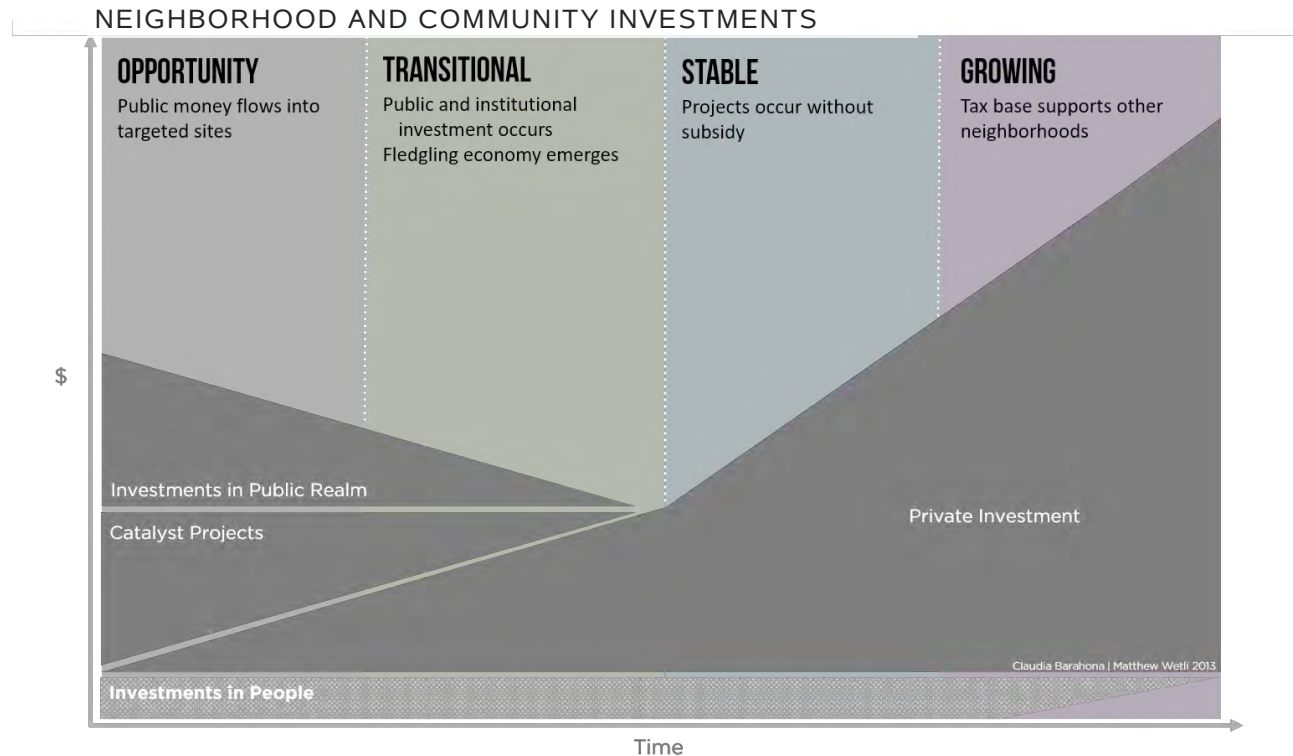 NEIGHBORHOOD AND COMMUNITY INVESTMENTS
OPPORTUNITY
Public money flows into
targeted sites
TRANSITIONAL
Public and institutional
investment occurs
Fledgling economy emerges
STABLE
Projects occur without
subsidy
GROWING
Tax base supports other
neighborhoods
$
Investments in Public Realm
Catalyst Projects
Private Investment
Claudia Barahona | Matthew Wetli 2013
Investments in People
Time